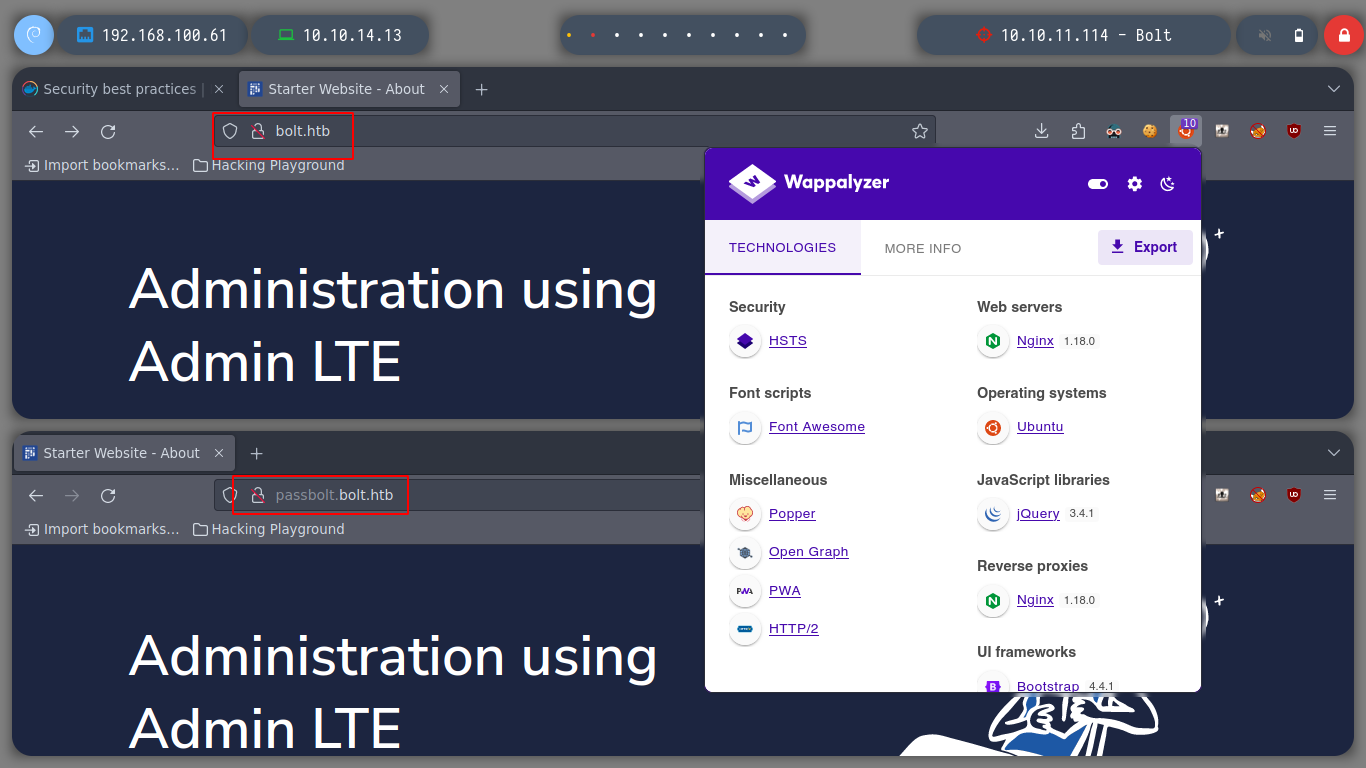 192.168.100.61
10.10.14.13
10.10.11.114 - Bolt
Security best practices |
Starter Website - About
bolt.htb
10
Import bookmarks...
Hacking Playground
Administration using
Admin LTE
Wappalyzer
TECHNOLOGIES
MORE INFO
Export
Security
HSTS
Font scripts
Font Awesome
Miscellaneous
Popper
Open Graph
PWA
PWA
HTTP/2
Web servers
Nginx 1.18.0
Operating systems
Ubuntu
JavaScript libraries
jQuery 3.4.1
Reverse proxies
Nginx 1.18.0
UI frameworks
Bootstrap 4.4.1
Starter Website - About
passbolt.bolt.htb
Import bookmarks...
Hacking Playground
Administration using
Admin LTE